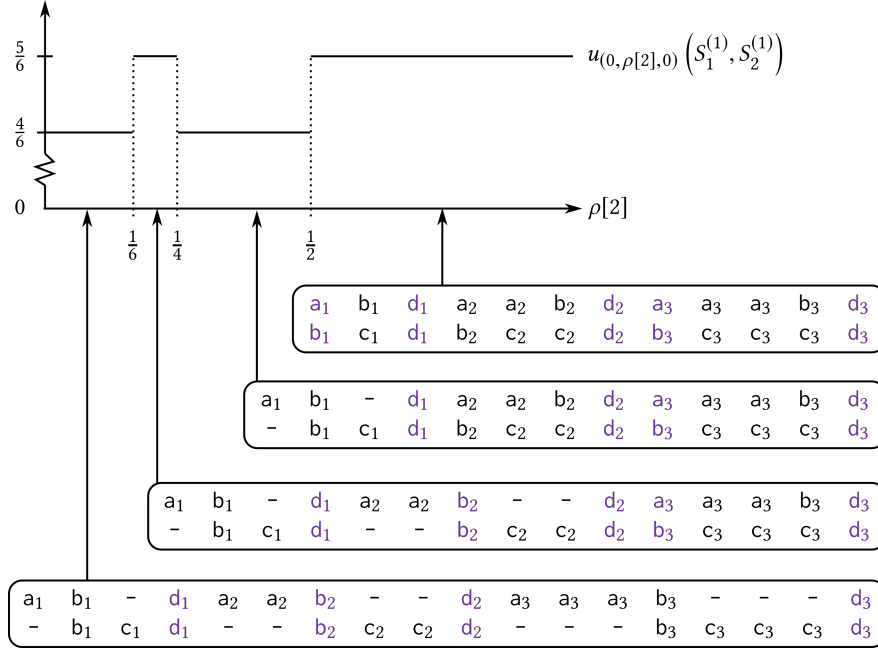 5/6
u_{(0,ρ[2],0)} (S_1^{(1)}, S_2^{(1)})
4/6
0 ρ[2]
1/6 1/4 1/2
a₁ b₁ d₁ a₂ a₂ b₂ d₂ a₃ a₃ a₃ b₃ d₃
b₁ c₁ d₁ b₂ c₂ c₂ d₂ b₃ c₃ c₃ c₃ d₃
a₁ b₁ - d₁ a₂ a₂ b₂ d₂ a₃ a₃ a₃ b₃ d₃
- b₁ c₁ d₁ b₂ c₂ c₂ d₂ b₃ c₃ c₃ c₃ d₃
a₁ b₁ - d₁ a₂ a₂ b₂ - - d₂ a₃ a₃ a₃ b₃ d₃
- b₁ c₁ d₁ - - b₂ c₂ c₂ d₂ b₃ c₃ c₃ c₃ d₃
a₁ b₁ - d₁ a₂ a₂ b₂ - - d₂ a₃ a₃ a₃ b₃ - - - d₃
- b₁ c₁ d₁ - - b₂ c₂ c₂ d₂ - - - b₃ c₃ c₃ c₃ d₃